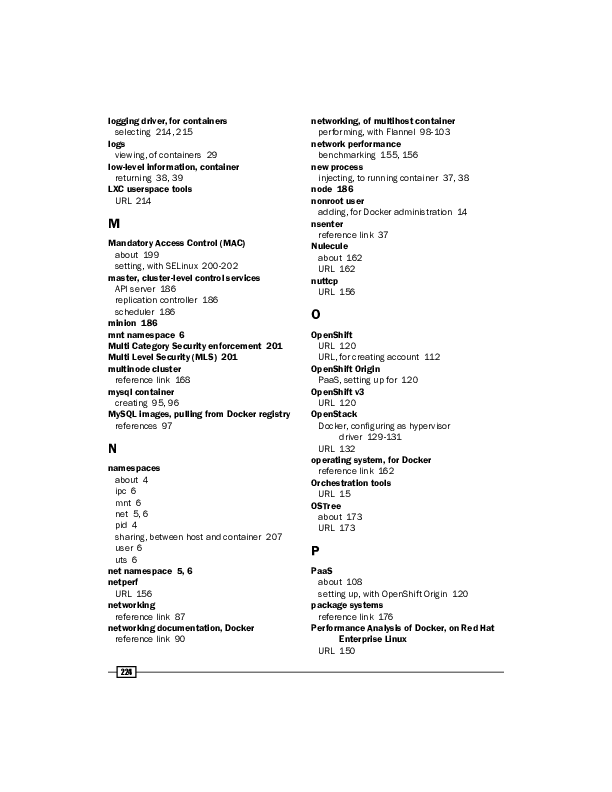 logging driver, for containers
selecting 214, 215
logs
viewing, of containers 29
low-level information, container
returning 38, 39
LXC userspace tools
URL 214
M
Mandatory Access Control (MAC)
about 199
setting, with SELinux 200-202
master, cluster-level control services
API server 186
replication controller 186
scheduler 186
minion 186
mnt namespace 6
Multi Category Security enforcement 201
Multi Level Security (MLS) 201
multinode cluster
reference link 168
mysql container
creating 95, 96
MySQL images, pulling from Docker registry
references 97
N
namespaces
about 4
ipc 6
mnt 6
net 5, 6
pid 4
sharing, between host and container 207
user 6
uts 6
net namespace 5, 6
netperf
URL 156
networking
reference link 87
networking documentation, Docker
reference link 90
networking, of multihost container
performing, with Flannel 98-103
network performance
benchmarking 155, 156
new process
injecting, to running container 37, 38
node 186
nonroot user
adding, for Docker administration 14
nsenter
reference link 37
Nulecule
about 162
URL 162
nuttcp
URL 156
O
OpenShift
URL 120
URL, for creating account 112
OpenShift Origin
PaaS, setting up for 120
OpenShift v3
URL 120
OpenStack
Docker, configuring as hypervisor
driver 129-131
URL 132
operating system, for Docker
reference link 162
Orchestration tools
URL 15
OSTree
about 173
URL 173
P
PaaS
about 108
setting up, with OpenShift Origin 120
package systems
reference link 176
Performance Analysis of Docker, on Red Hat
Enterprise Linux
URL 150
224